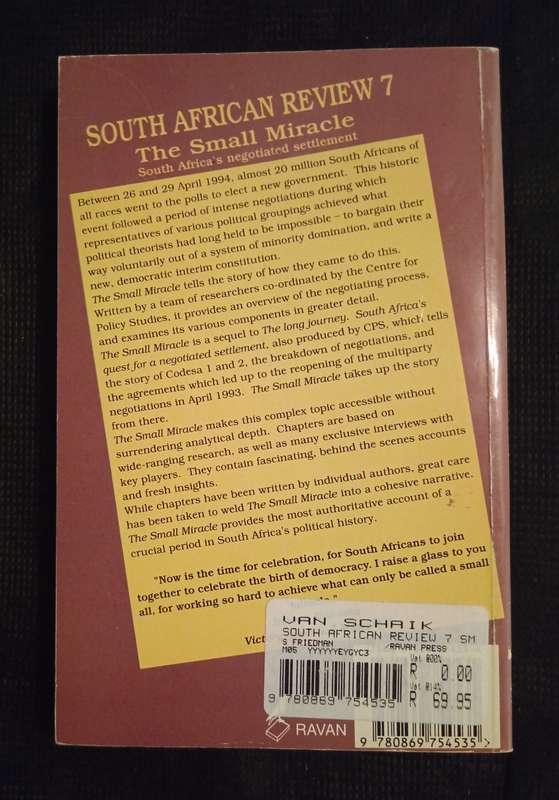 SOUTH AFRICAN REVIEW 7
The Small Miracle
South Africa's negotiated settlement
Between 26 and 29 April 1994, almost 20 million South Africans of
all races went to the polls to elect a new government. This historic
event followed a period of intense negotiations during which
representatives of various political groupings achieved what
political theorists had long held to be impossible – to bargain their
way voluntarily out of a system of minority domination, and write a
new, democratic interim constitution.
The Small Miracle tells the story of how they came to do this.
Written by a team of researchers co-ordinated by the Centre for
Policy Studies, it provides an overview of the negotiating process,
and examines its various components in greater detail.
The Small Miracle is a sequel to The long journey. South Africa's
quest for a negotiated settlement, also produced by CPS, which tells
the story of Codesa 1 and 2, the breakdown of negotiations, and
the agreements which led up to the reopening of the multiparty
negotiations in April 1993. The Small Miracle takes up the story
from there.
The Small Miracle makes this complex topic accessible without
surrendering analytical depth. Chapters are based on
wide-ranging research, as well as many exclusive interviews with
key players. They contain fascinating, behind the scenes accounts
and fresh insights.
While chapters have been written by individual authors, great care
has been taken to weld The Small Miracle into a cohesive narrative.
The Small Miracle provides the most authoritative account of a
crucial period in South Africa's political history.
"Now is the time for celebration, for South Africans to join
together to celebrate the birth of democracy. I raise a glass to you
all, for working so hard to achieve what can only be called a small
Vict
VAN SCHAIK
SOUTH AFRICAN REVIEW 7 SM
S FRIEDMAN /RAVAN PRESS
M05 YYYYYYEYGYC3
Vat @00%
R 0.00
Vat @14%
R 69.95
9 780869 754535
RAVAN
9 780869 754535 >